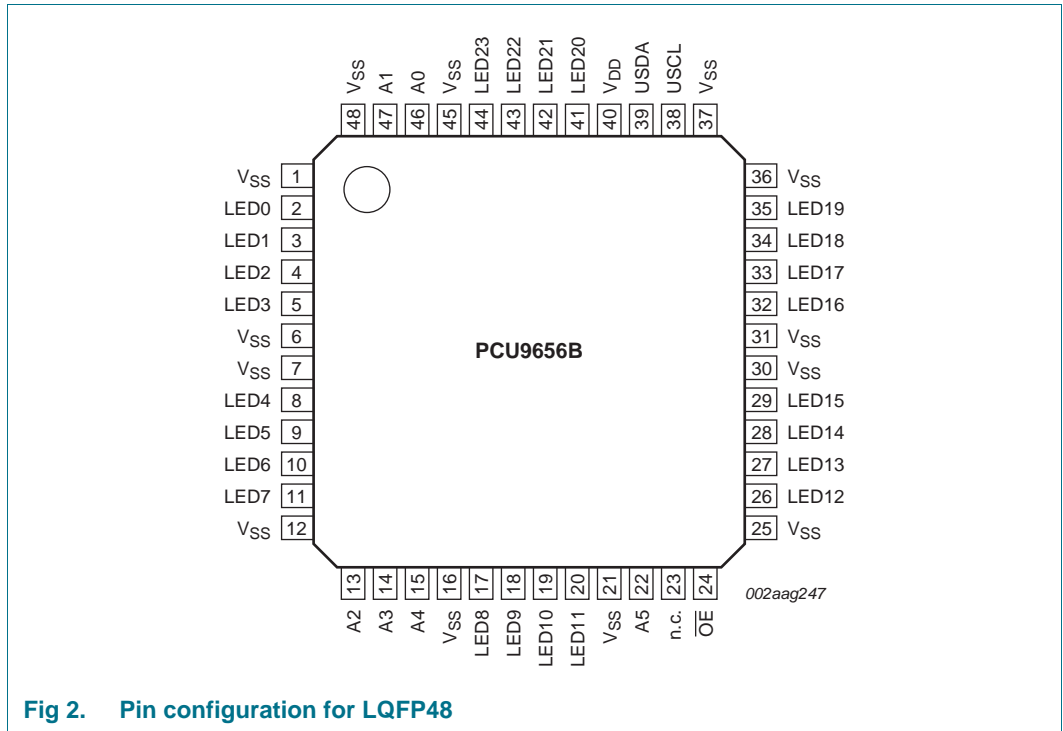 VSS
A1
A0
VSS
LED23
LED22
LED21
LED20
VDD
USDA
USCL
VSS
48
47
46
45
44
43
42
41
40
39
38
37
VSS 1
LED0 2
LED1 3
LED2 4
LED3 5
VSS 6
VSS 7
LED4 8
LED5 9
LED6 10
LED7 11
VSS 12
PCU9656B
36 VSS
35 LED19
34 LED18
33 LED17
32 LED16
31 VSS
30 VSS
29 LED15
28 LED14
27 LED13
26 LED12
25 VSS
13
14
15
16
17
18
19
20
21
22
23
24
A2
A3
A4
VSS
LED8
LED9
LED10
LED11
VSS
A5
n.c.
O̅E̅
002aag247
Fig 2. Pin configuration for LQFP48